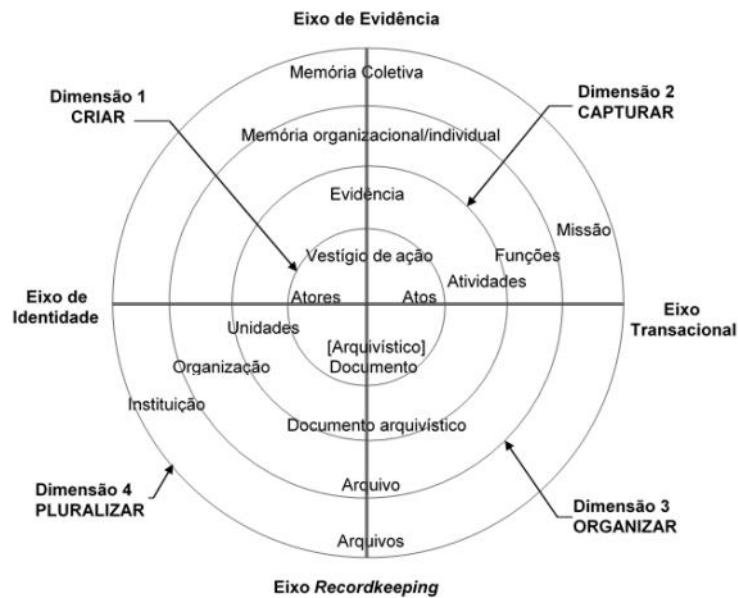 Eixo de Evidência
Memória Coletiva
Dimensão 1
CRIAR
Dimensão 2
CAPTURAR
Memória organizacional/individual
Evidência
Missão
Vestígio de ação
Funções
Atividades
Eixo de
Identidade
Atores
Atos
Eixo
Transacional
Unidades
[Arquivístico]
Documento
Organização
Instituição
Documento arquivístico
Dimensão 4
PLURALIZAR
Arquivo
Dimensão 3
ORGANIZAR
Arquivos
Eixo Recordkeeping